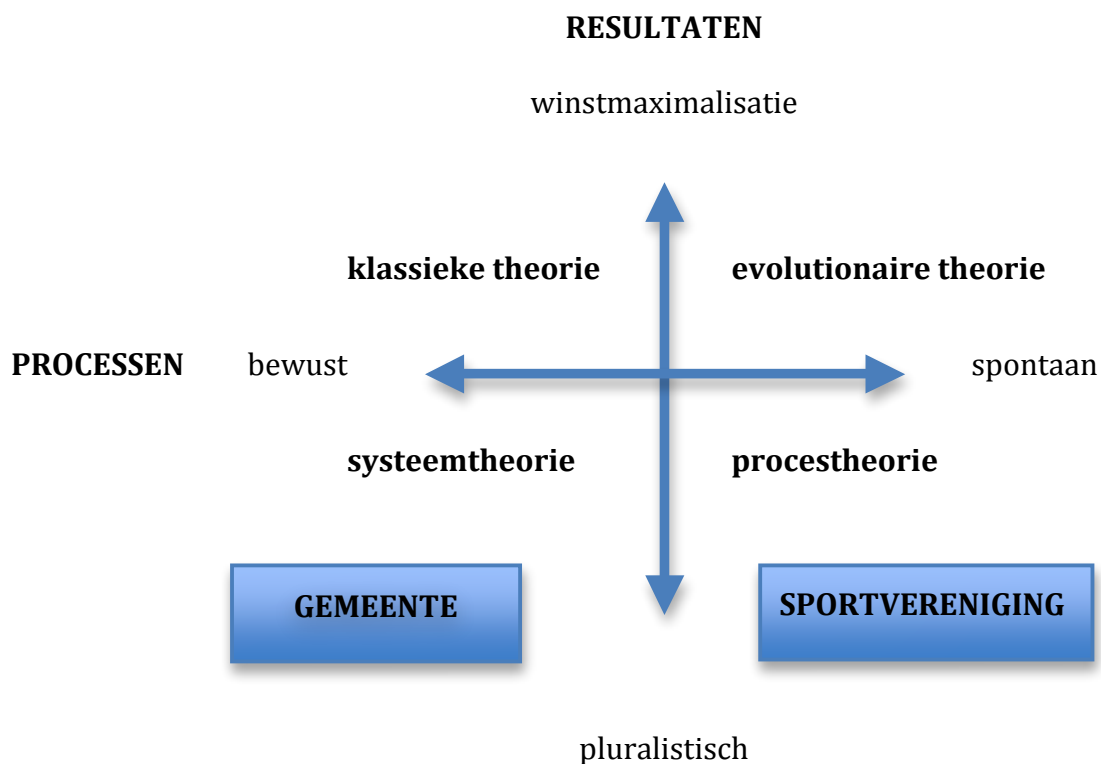 RESULTATEN
winstmaximalisatie
klassieke theorie
evolutionaire theorie
PROCESSEN
bewust
spontaan
systeemtheorie
procestheorie
GEMEENTE
SPORTVERENIGING
pluralistisch